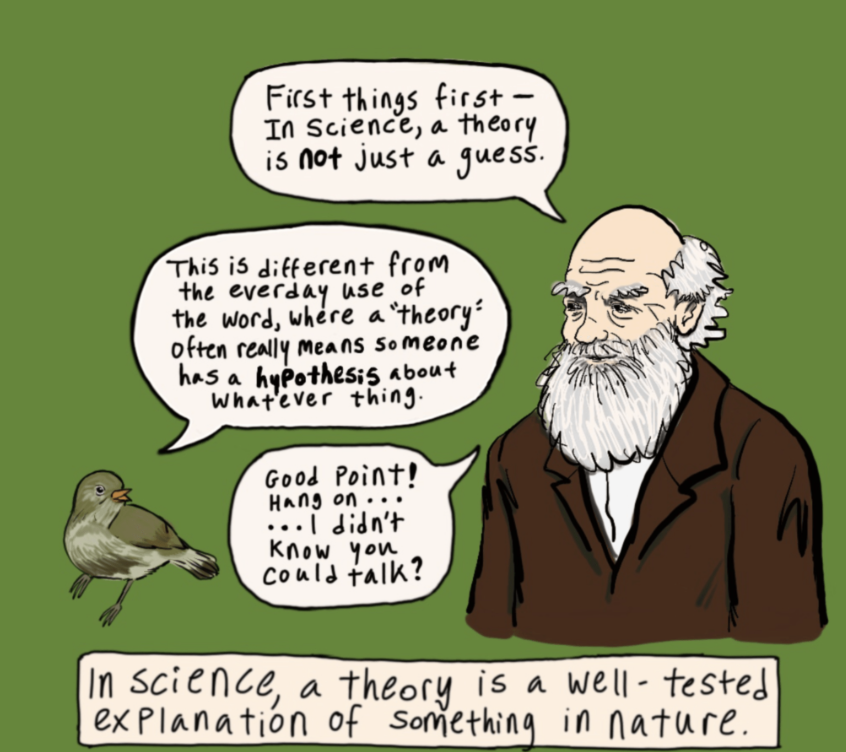 First things first –
In science, a theory
is not just a guess.
This is different from
the everday use of
the word, where a "theory"
often really means someone
has a hypothesis about
whatever thing.
Good Point!
Hang on ...
...I didn't
know you
could talk?
In science, a theory is a well-tested
explanation of something in nature.